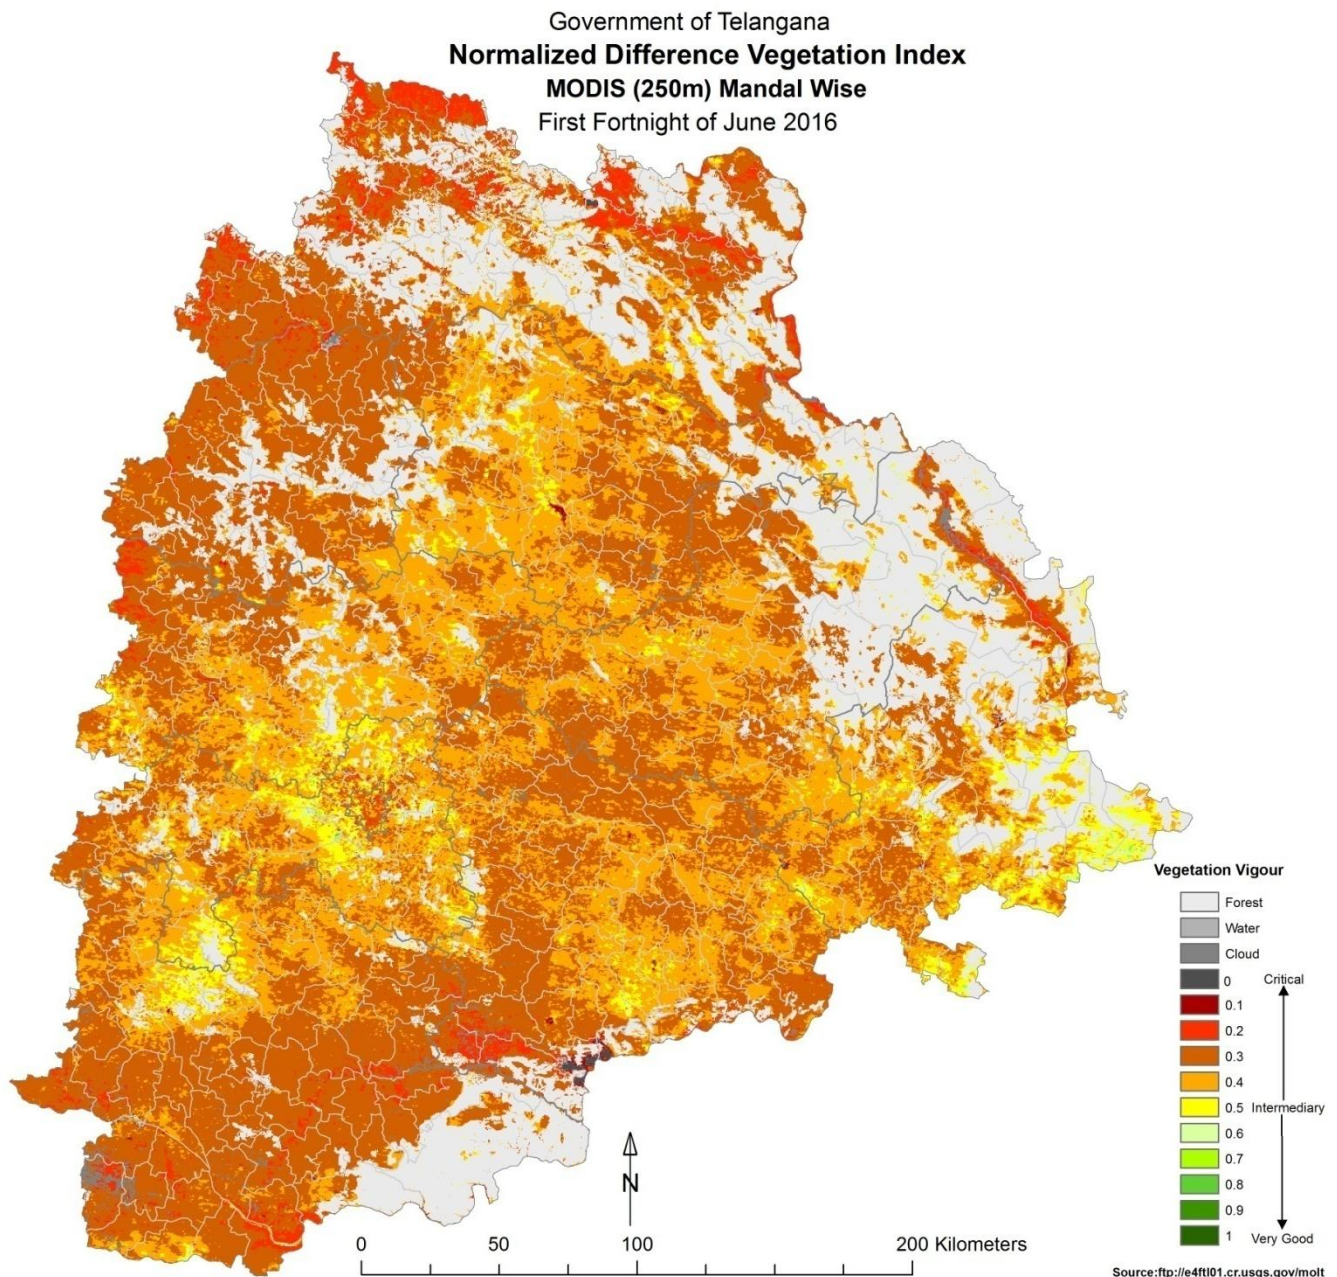 Government of Telangana
Normalized Difference Vegetation Index
MODIS (250m) Mandal Wise
First Fortnight of June 2016
Vegetation Vigour
Forest
Water
Cloud
0 Critical
0.1
0.2
0.3
0.4
0.5 Intermediary
0.6
0.7
0.8
0.9
1 Very Good
N
0 50 100 200 Kilometers
Source:ftp://e4ftl01.cr.usgs.gov/molt